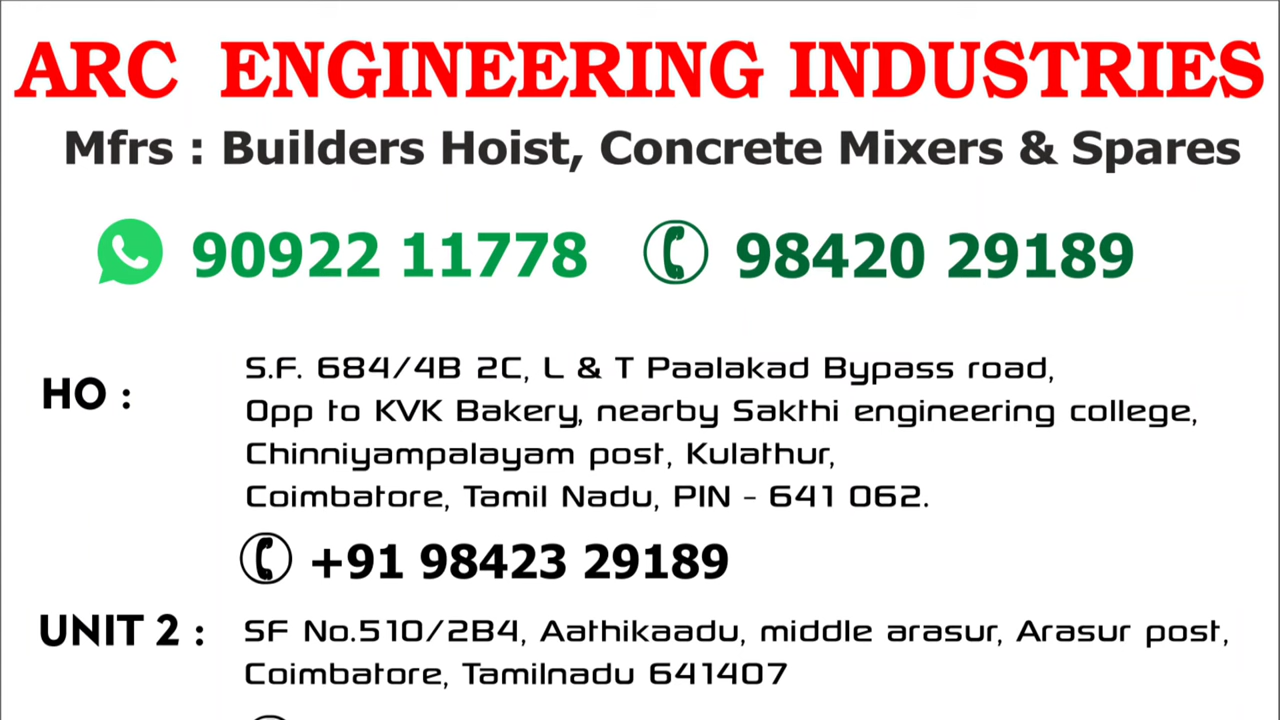 ARC ENGINEERING INDUSTRIES
Mfrs : Builders Hoist, Concrete Mixers & Spares
90922 11778 98420 29189
HO : S.F. 684/4B 2C, L & T Paalakad Bypass road,
Opp to KVK Bakery, nearby Sakthi engineering college,
Chinniyampalayam post, Kulathur,
Coimbatore, Tamil Nadu, PIN - 641 062.
+91 98423 29189
UNIT 2 : SF No.510/2B4, Aathikaadu, middle arasur, Arasur post,
Coimbatore, Tamilnadu 641407